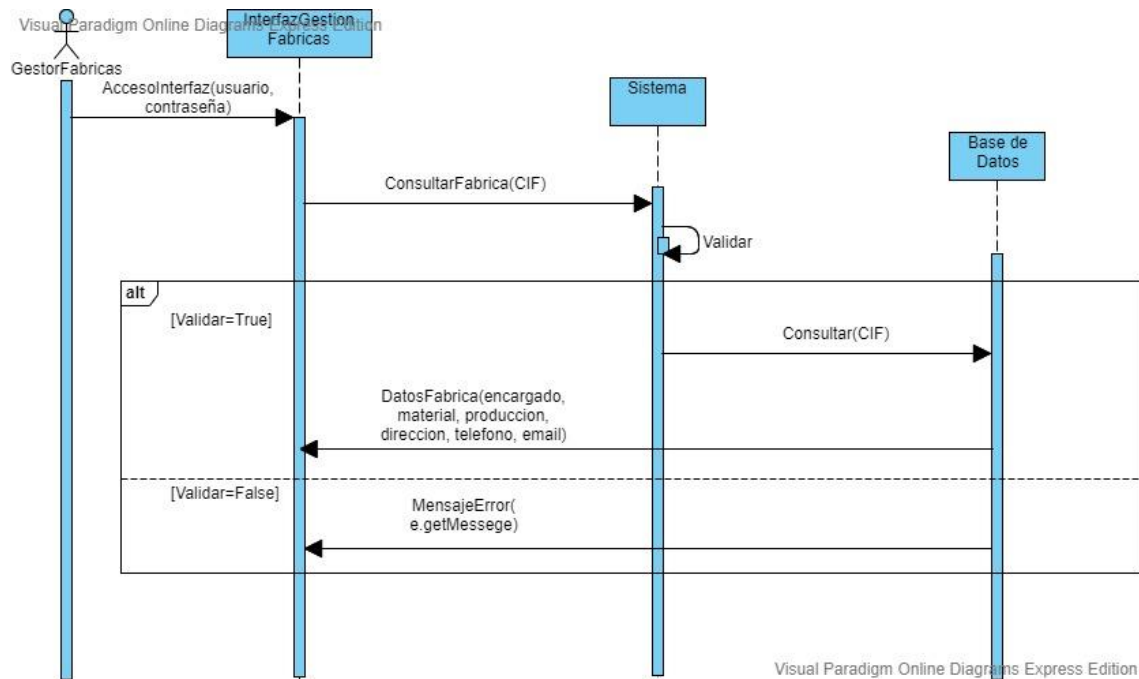 Visual Paradigm Online Diagrams Express Edition
InterfazGestion
Fabricas
GestorFabricas
AccesoInterfaz(usuario,
contraseña)
Sistema
Base de
Datos
ConsultarFabrica(CIF)
Validar
alt
[Validar=True]
Consultar(CIF)
DatosFabrica(encargado,
material, produccion,
direccion, telefono, email)
[Validar=False]
MensajeError(
e.getMessege)
Visual Paradigm Online Diagrams Express Edition